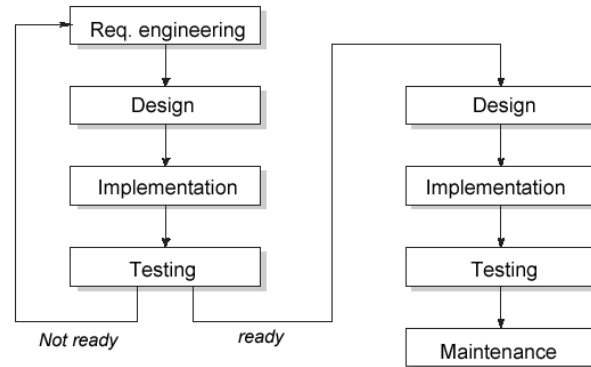 Req. engineering
Design
Implementation
Testing
Not ready
ready
Design
Implementation
Testing
Maintenance